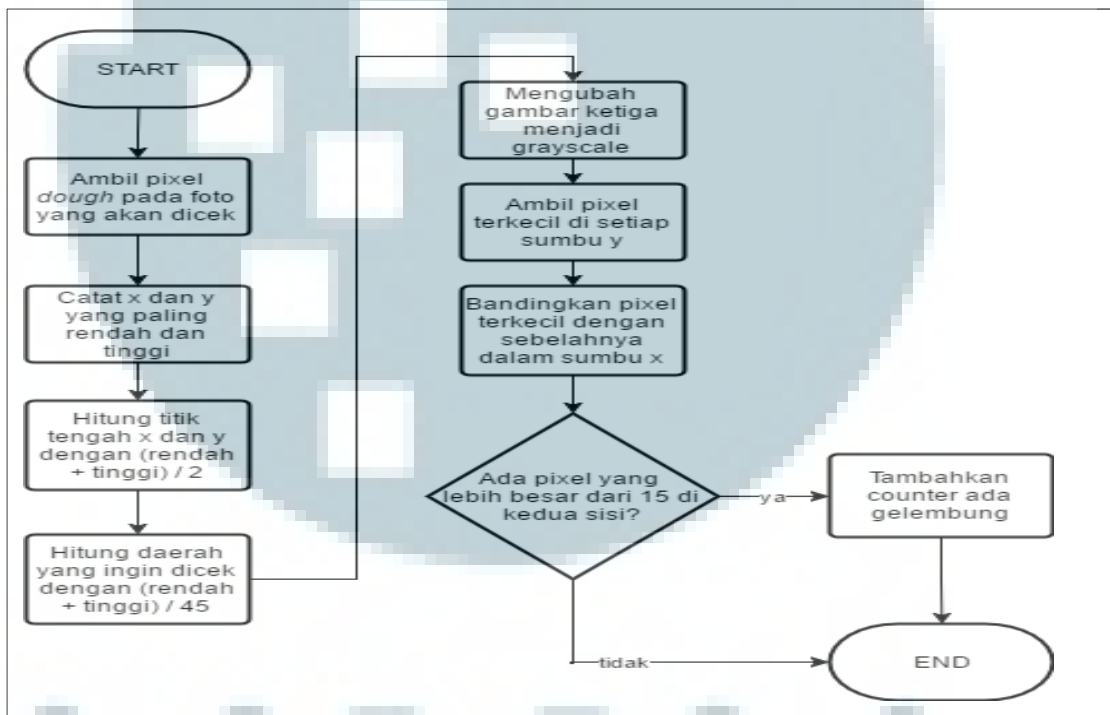 START
Ambil pixel
dough pada foto
yang akan dicek
Catat x dan y
yang paling
rendah dan
tinggi
Hitung titik
tengah x dan y
dengan (rendah
+ tinggi) / 2
Hitung daerah
yang ingin dicek
dengan (rendah
+ tinggi) / 45
Mengubah
gambar ketiga
menjadi
grayscale
Ambil pixel
terkecil di setiap
sumbu y
Bandingkan pixel
terkecil dengan
sebelahnya
dalam sumbu x
Ada pixel yang
lebih besar dari 15 di
kedua sisi?
ya
Tambahkan
counter ada
gelembung
tidak
END